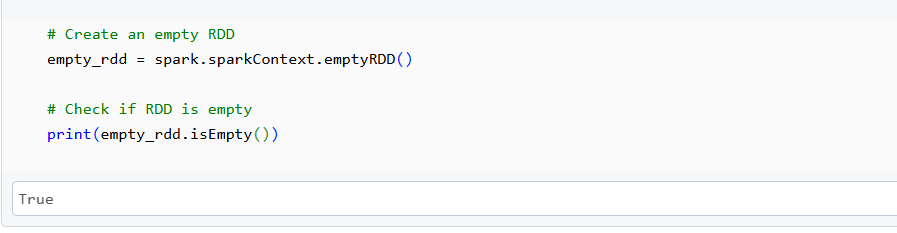 # Create an empty RDD
empty_rdd = spark.sparkContext.emptyRDD()
# Check if RDD is empty
print(empty_rdd.isEmpty())
True